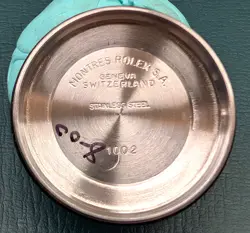 MONTRES ROLEX S.A.
GENEVA
SWITZERLAND
STAINLESS STEEL
1002